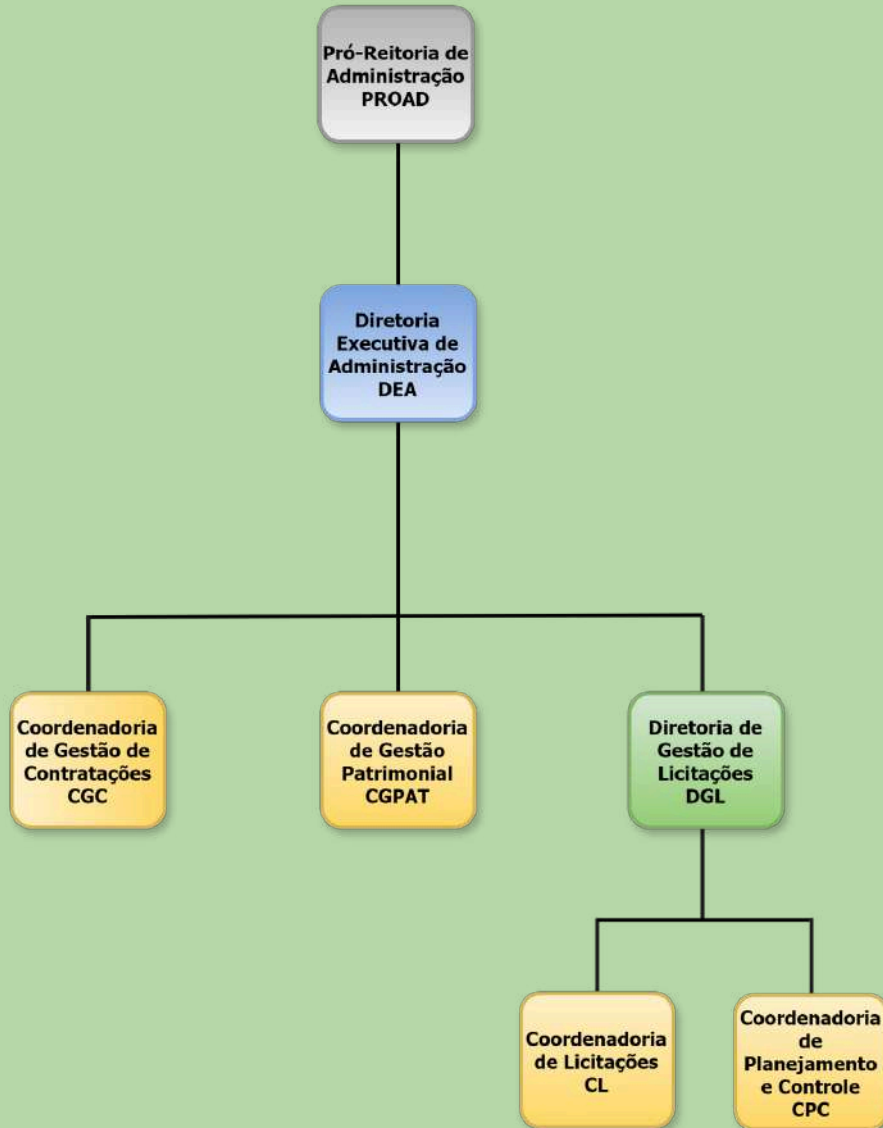 Pró-Reitoria de
Administração
PROAD
Diretoria
Executiva de
Administração
DEA
Coordenadoria
de Gestão de
Contratações
CGC
Coordenadoria
de Gestão
Patrimonial
CGPAT
Diretoria de
Gestão de
Licitações
DGL
Coordenadoria
de Licitações
CL
Coordenadoria
de
Planejamento
e Controle
CPC